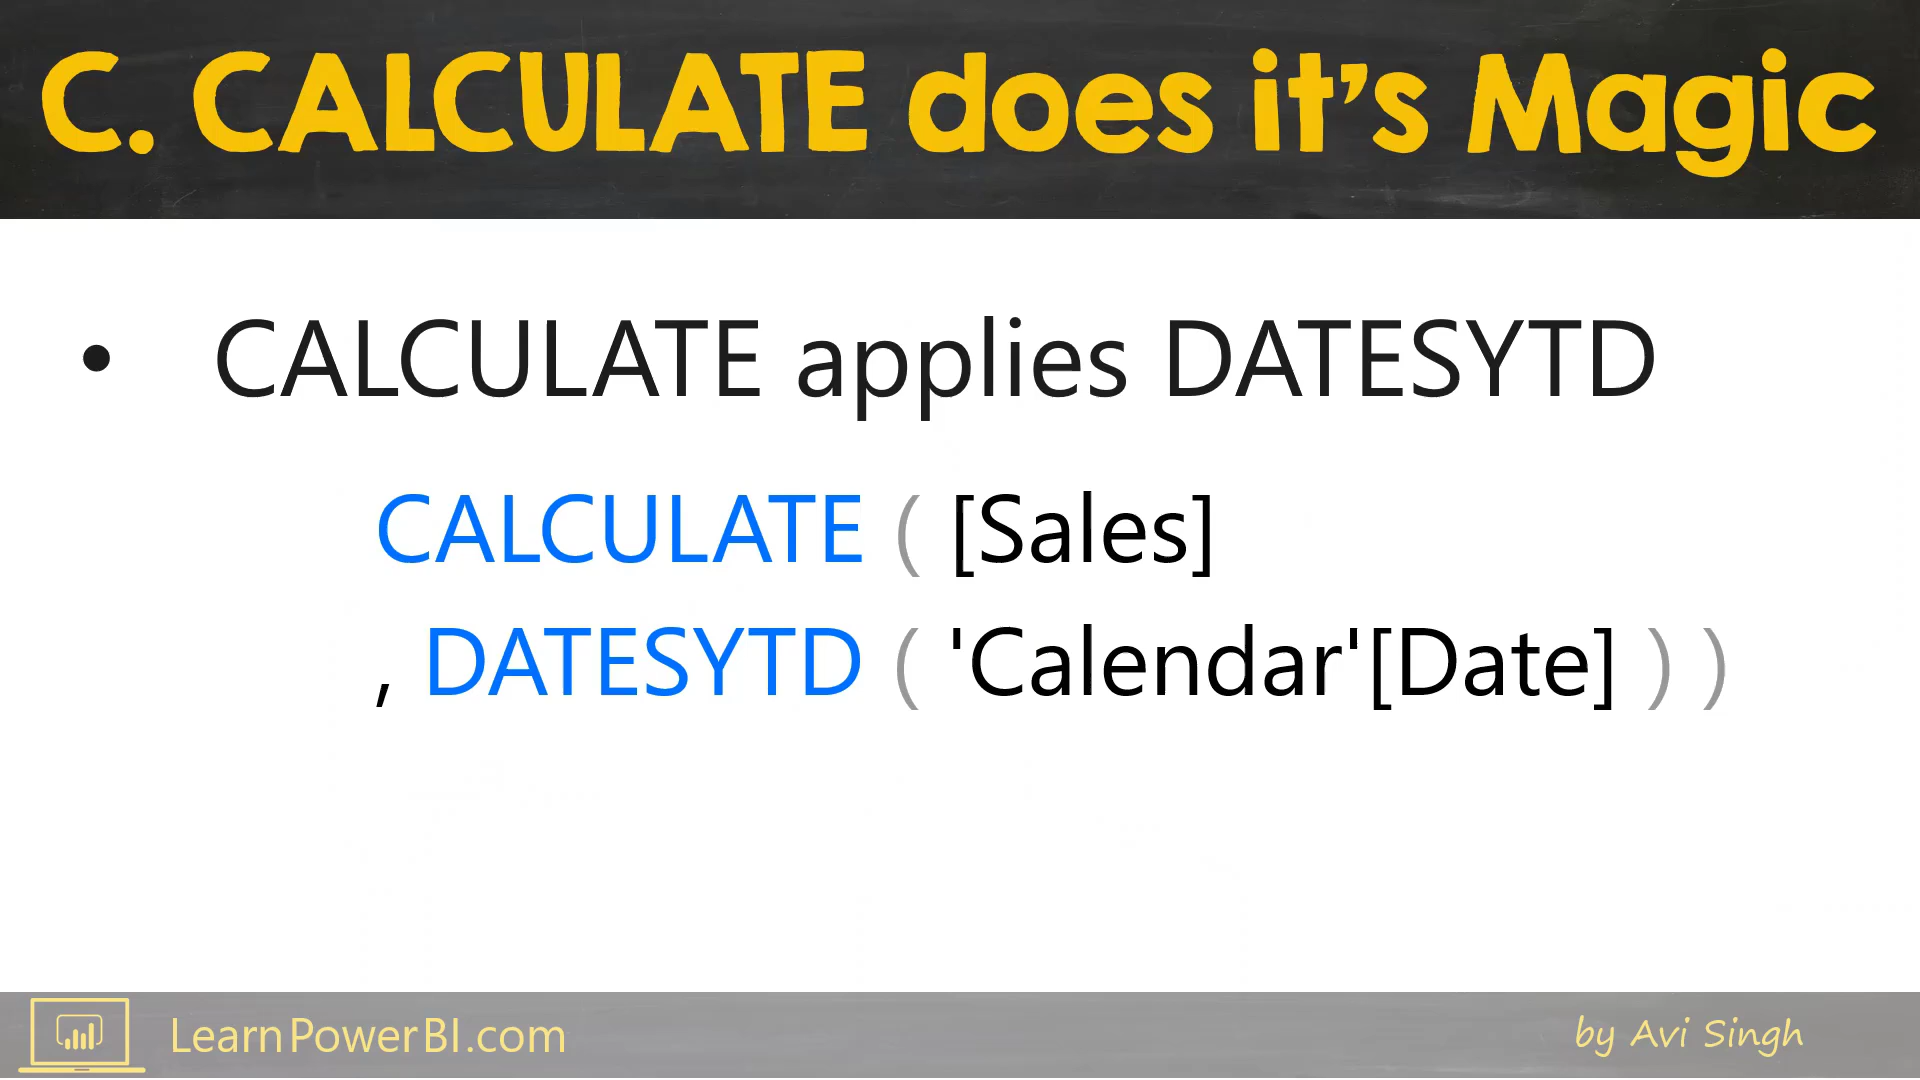 C. CALCULATE does it’s Magic
• CALCULATE applies DATESYTD
CALCULATE ( [Sales]
, DATESYTD ( 'Calendar'[Date] ) )
LearnPowerBI.com
by Avi Singh